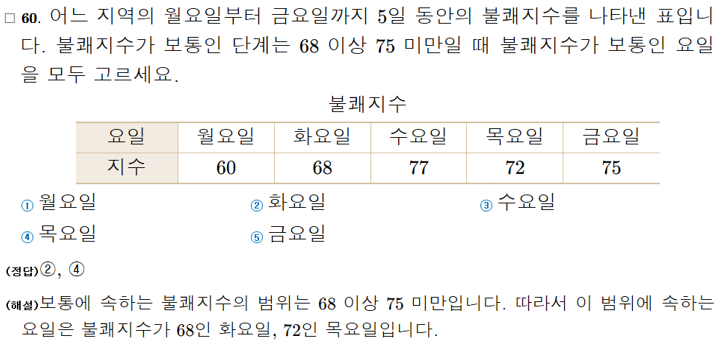 □ 60. 어느 지역의 월요일부터 금요일까지 5일 동안의 불쾌지수를 나타낸 표입니
다. 불쾌지수가 보통인 단계는 68 이상 75 미만일 때 불쾌지수가 보통인 요일
을 모두 고르세요.
불쾌지수
요일 월요일 화요일 수요일 목요일 금요일
지수 60 68 77 72 75
① 월요일 ② 화요일 ③ 수요일
④ 목요일 ⑤ 금요일
(정답)②, ④
(해설)보통에 속하는 불쾌지수의 범위는 68 이상 75 미만입니다. 따라서 이 범위에 속하는
요일은 불쾌지수가 68인 화요일, 72인 목요일입니다.